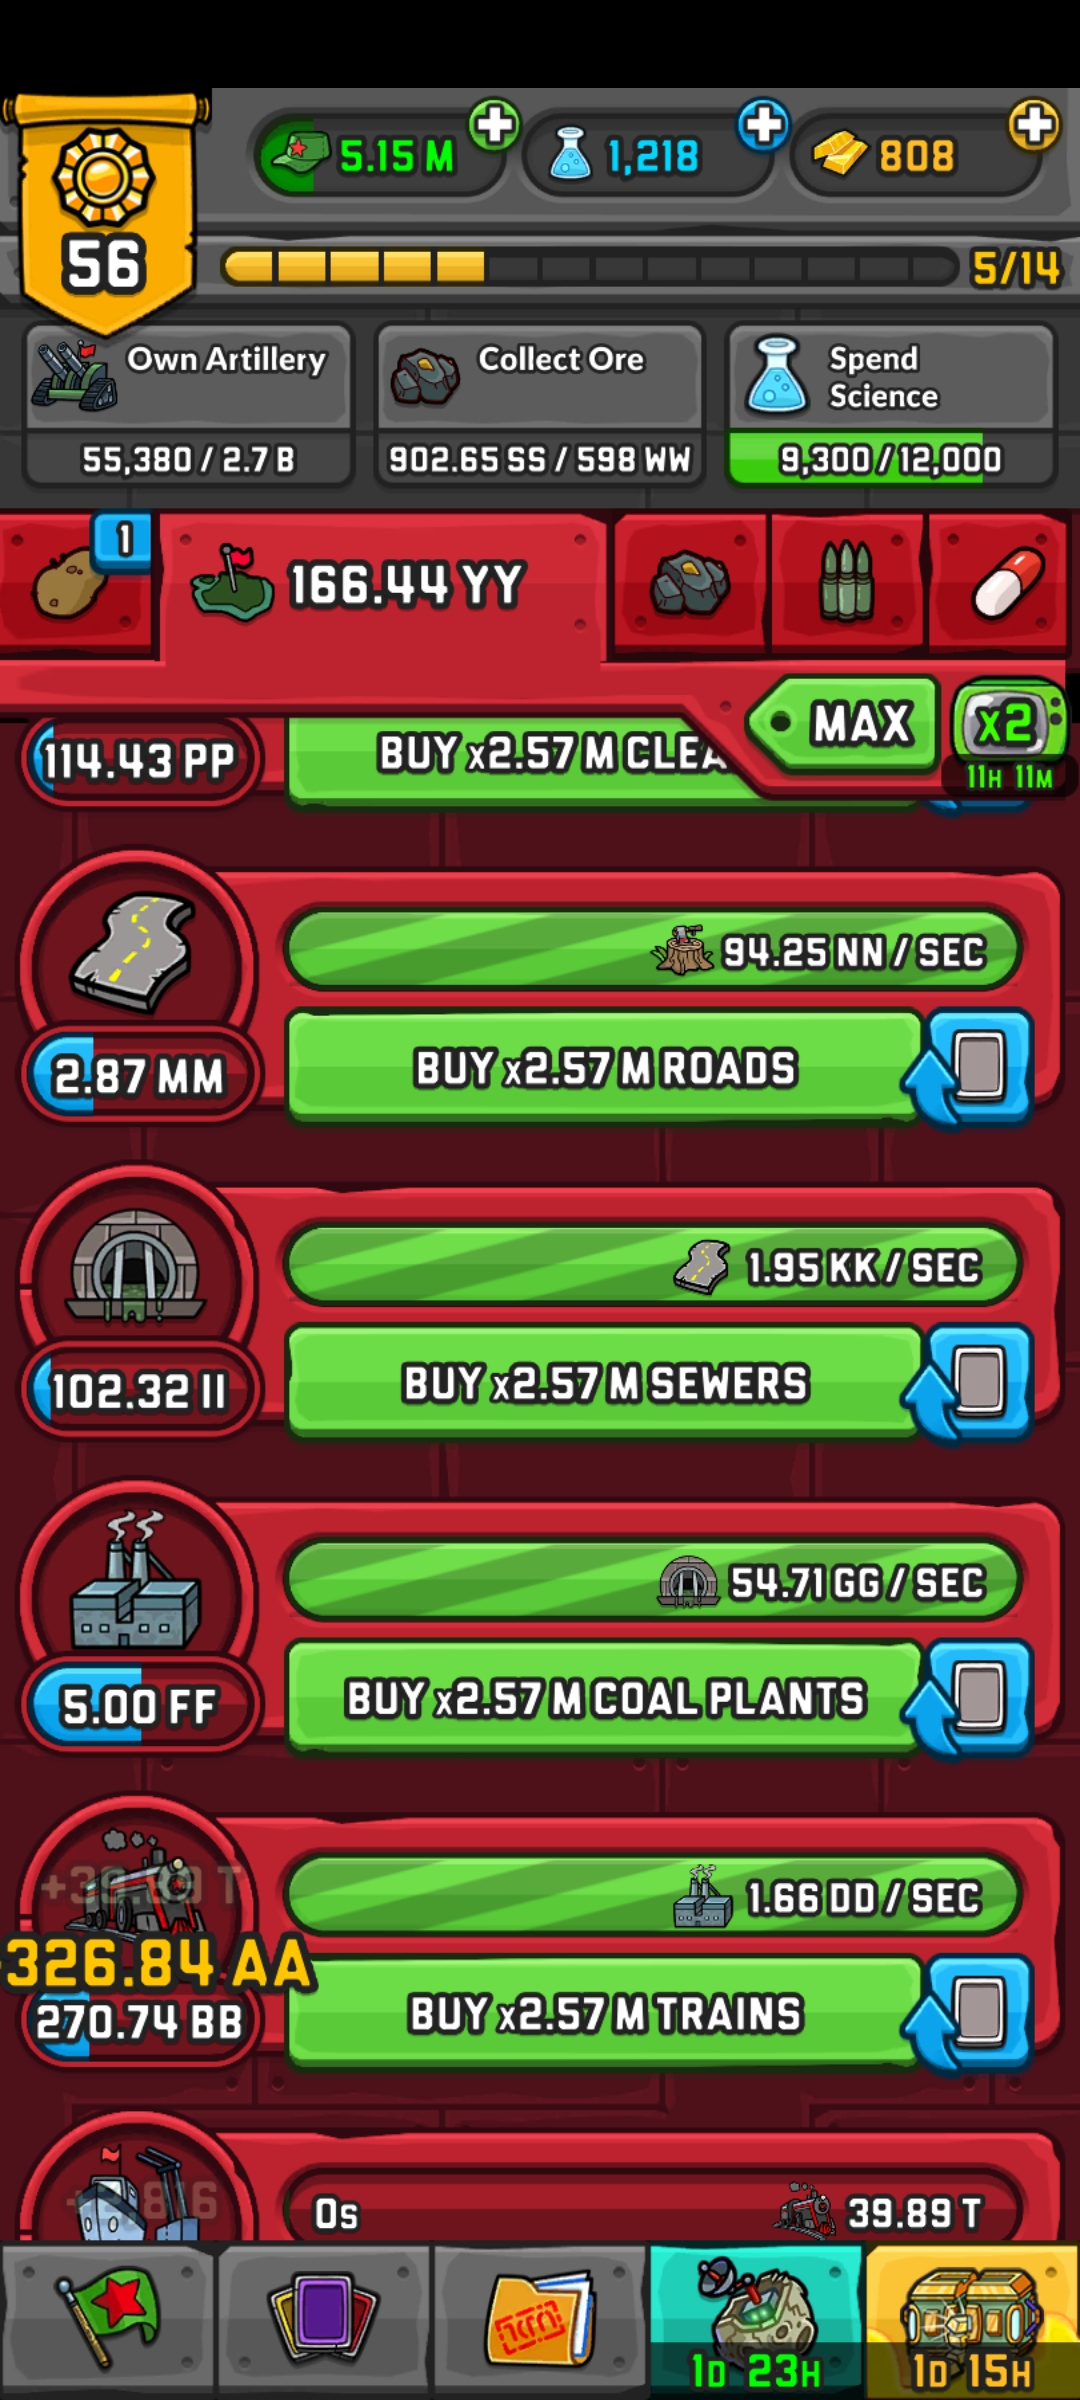 56
5.15 M
1,218
808
5/14
Own Artillery
55,380 / 2.7 B
Collect Ore
902.65 SS / 598 WW
Spend
Science
9,300 / 12,000
1
166.44 YY
MAX
x2
11H 11M
114.43 PP
BUY x2.57 M CLEA
94.25 NN / SEC
2.87 MM
BUY x2.57 M ROADS
1.95 KK / SEC
102.32 II
BUY x2.57 M SEWERS
54.71 GG / SEC
5.00 FF
BUY x2.57 M COAL PLANTS
1.66 DD / SEC
326.84 AA
270.74 BB
BUY x2.57 M TRAINS
0s
39.89 T
1D 23H
1D 15H